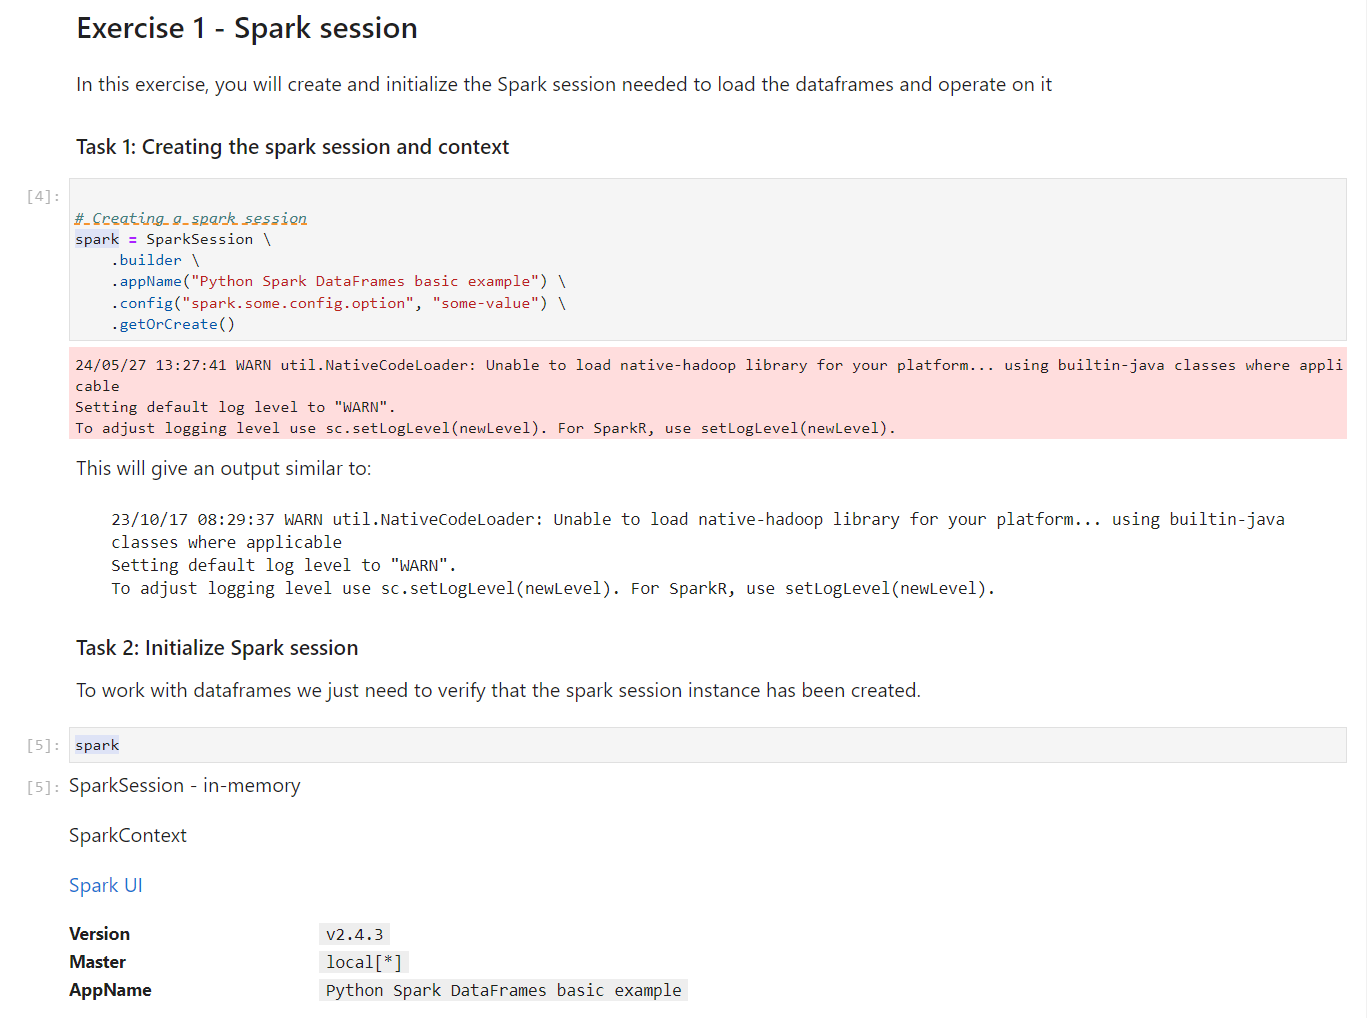 Exercise 1 - Spark session
In this exercise, you will create and initialize the Spark session needed to load the dataframes and operate on it
Task 1: Creating the spark session and context
[4]:
# Creating a spark session
spark = SparkSession \
    .builder \
    .appName("Python Spark DataFrames basic example") \
    .config("spark.some.config.option", "some-value") \
    .getOrCreate()
24/05/27 13:27:41 WARN util.NativeCodeLoader: Unable to load native-hadoop library for your platform... using builtin-java classes where appli
cable
Setting default log level to "WARN".
To adjust logging level use sc.setLogLevel(newLevel). For SparkR, use setLogLevel(newLevel).
This will give an output similar to:
23/10/17 08:29:37 WARN util.NativeCodeLoader: Unable to load native-hadoop library for your platform... using builtin-java
classes where applicable
Setting default log level to "WARN".
To adjust logging level use sc.setLogLevel(newLevel). For SparkR, use setLogLevel(newLevel).
Task 2: Initialize Spark session
To work with dataframes we just need to verify that the spark session instance has been created.
[5]: spark
[5]: SparkSession - in-memory
SparkContext
Spark UI
Version v2.4.3
Master local[*]
AppName Python Spark DataFrames basic example